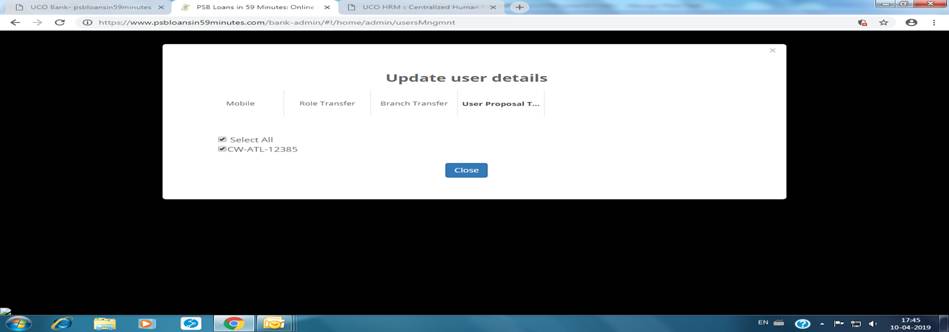 UCO Bank- psbloansin59minutes
PSB Loans in 59 Minutes: Online
UCO HRM :: Centralized Human
https://www.psbloansin59minutes.com/bank-admin/#!/home/admin/usersMngmnt
Update user details
Mobile
Role Transfer
Branch Transfer
User Proposal T...
Select All
CW-ATL-12385
Close
EN
17:45
10-04-2019